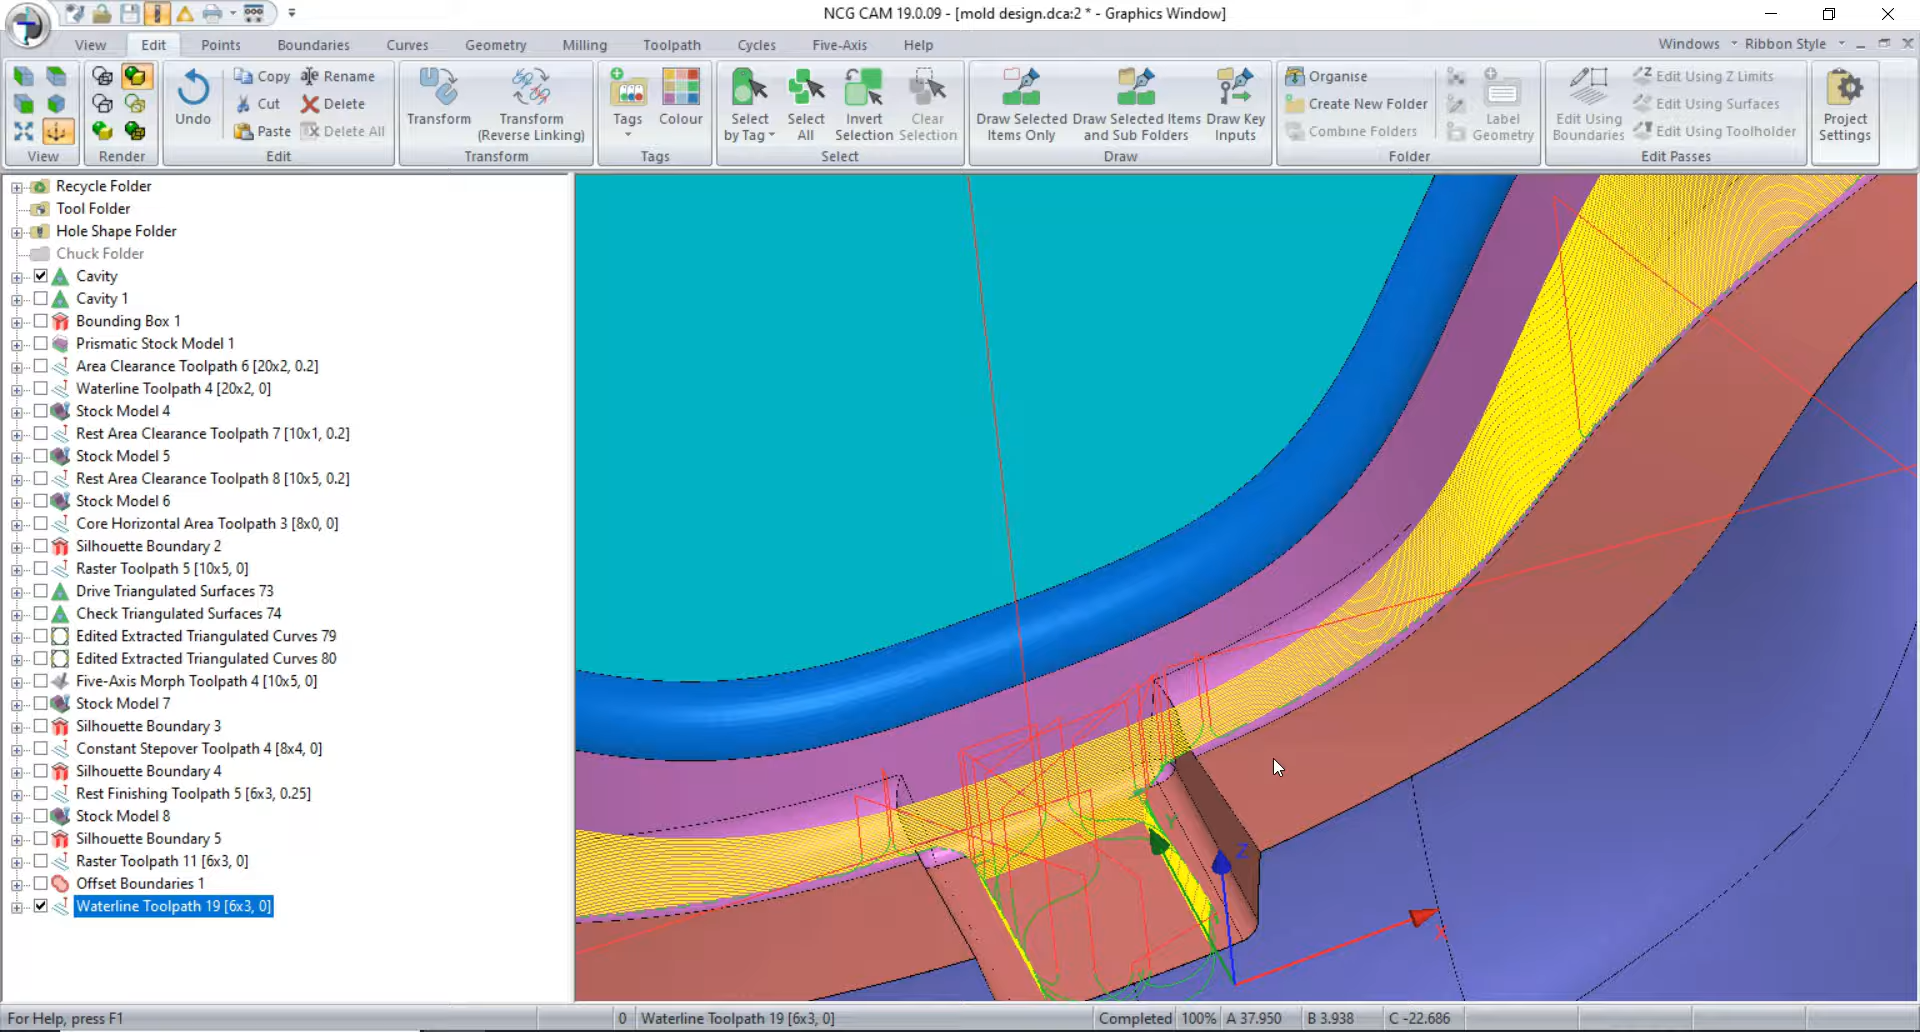 NCG CAM 19.0.09 - [mold design.dca:2 * - Graphics Window]
View Edit Points Boundaries Curves Geometry Milling Toolpath Cycles Five-Axis Help Windows Ribbon Style
Undo
Copy
Cut
Paste
Rename
Delete
Delete All
Transform
Transform
(Reverse Linking)
Tags
Colour
Select
by Tag
Select
All
Invert
Selection
Clear
Selection
Draw Selected
Items Only
Draw Selected Items
and Sub Folders
Draw Key
Inputs
Organise
Create New Folder
Combine Folders
Label
Geometry
Edit Using
Boundaries
Edit Using Z Limits
Edit Using Surfaces
Edit Using Toolholder
Project
Settings
View Render Edit Transform Tags Select Draw Folder Edit Passes
Recycle Folder
Tool Folder
Hole Shape Folder
Chuck Folder
Cavity
Cavity 1
Bounding Box 1
Prismatic Stock Model 1
Area Clearance Toolpath 6 [20x2, 0.2]
Waterline Toolpath 4 [20x2, 0]
Stock Model 4
Rest Area Clearance Toolpath 7 [10x1, 0.2]
Stock Model 5
Rest Area Clearance Toolpath 8 [10x5, 0.2]
Stock Model 6
Core Horizontal Area Toolpath 3 [8x0, 0]
Silhouette Boundary 2
Raster Toolpath 5 [10x5, 0]
Drive Triangulated Surfaces 73
Check Triangulated Surfaces 74
Edited Extracted Triangulated Curves 79
Edited Extracted Triangulated Curves 80
Five-Axis Morph Toolpath 4 [10x5, 0]
Stock Model 7
Silhouette Boundary 3
Constant Stepover Toolpath 4 [8x4, 0]
Silhouette Boundary 4
Rest Finishing Toolpath 5 [6x3, 0.25]
Stock Model 8
Silhouette Boundary 5
Raster Toolpath 11 [6x3, 0]
Offset Boundaries 1
Waterline Toolpath 19 [6x3, 0]
Y
Z
X
For Help, press F1 0 Waterline Toolpath 19 [6x3, 0] Completed 100% A 37.950 B 3.938 C -22.686